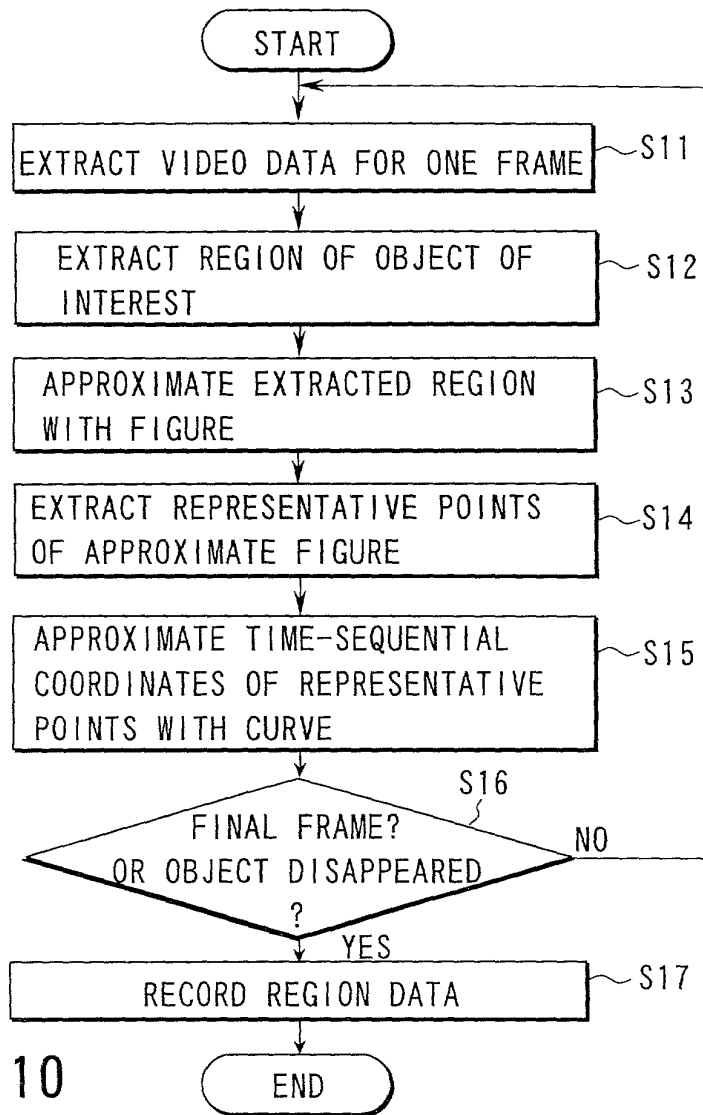 START
EXTRACT VIDEO DATA FOR ONE FRAME
S11
EXTRACT REGION OF OBJECT OF
INTEREST
S12
APPROXIMATE EXTRACTED REGION
WITH FIGURE
S13
EXTRACT REPRESENTATIVE POINTS
OF APPROXIMATE FIGURE
S14
APPROXIMATE TIME-SEQUENTIAL
COORDINATES OF REPRESENTATIVE
POINTS WITH CURVE
S15
S16
FINAL FRAME?
OR OBJECT DISAPPEARED
?
NO
YES
RECORD REGION DATA
S17
END
10